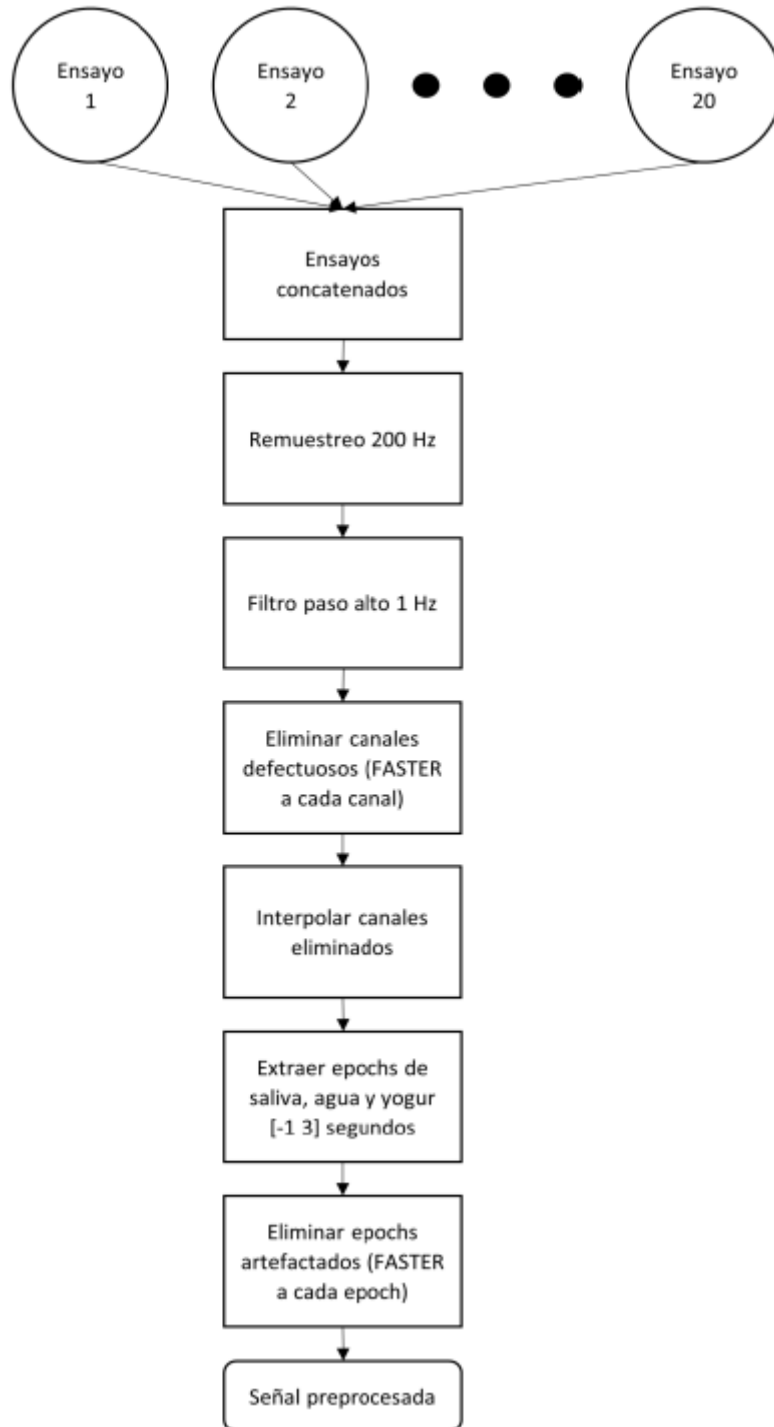 Ensayo
1
Ensayo
2
Ensayo
20
Ensayos
concatenados
Remuestreo 200 Hz
Filtro paso alto 1 Hz
Eliminar canales
defectuosos (FASTER
a cada canal)
Interpolar canales
eliminados
Extraer epochs de
saliva, agua y yogur
[-1 3] segundos
Eliminar epochs
artefactados (FASTER
a cada epoch)
Señal preprocesada